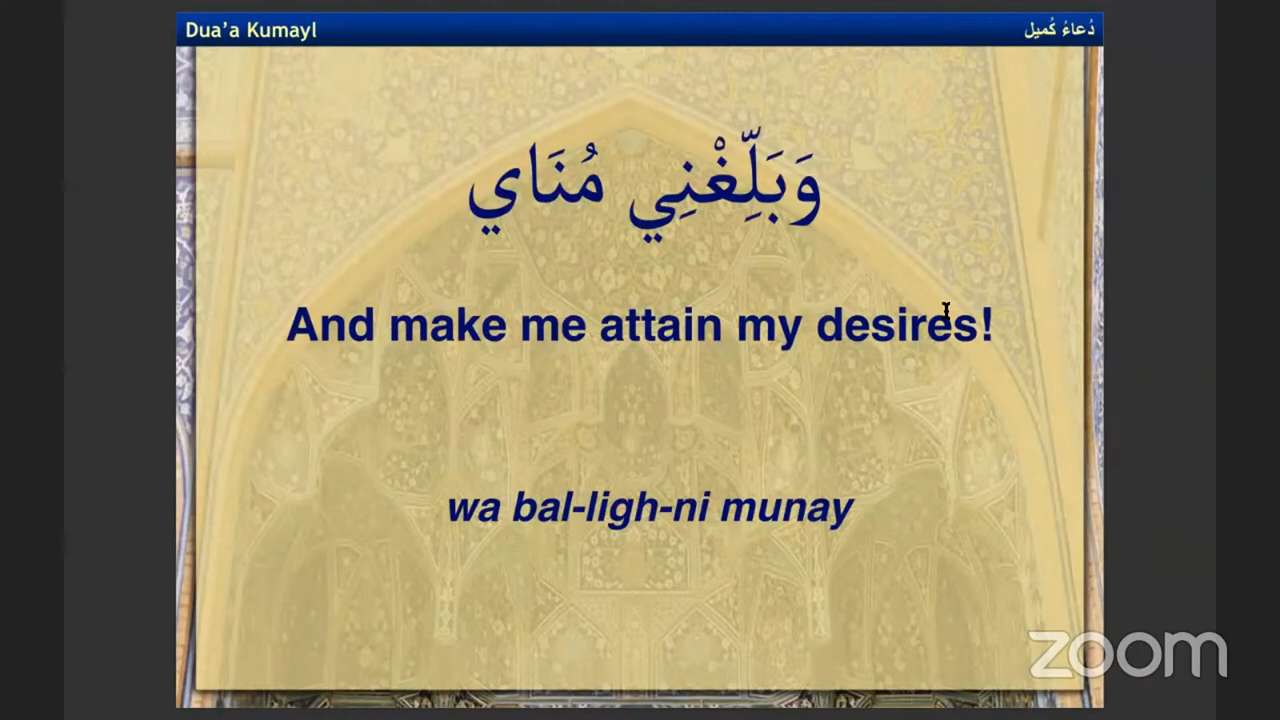 Dua’a Kumayl
دُعاءُ كُميل
وَبَلِّغْنِي مُنَاي
And make me attain my desires!
wa bal-ligh-ni munay
zoom